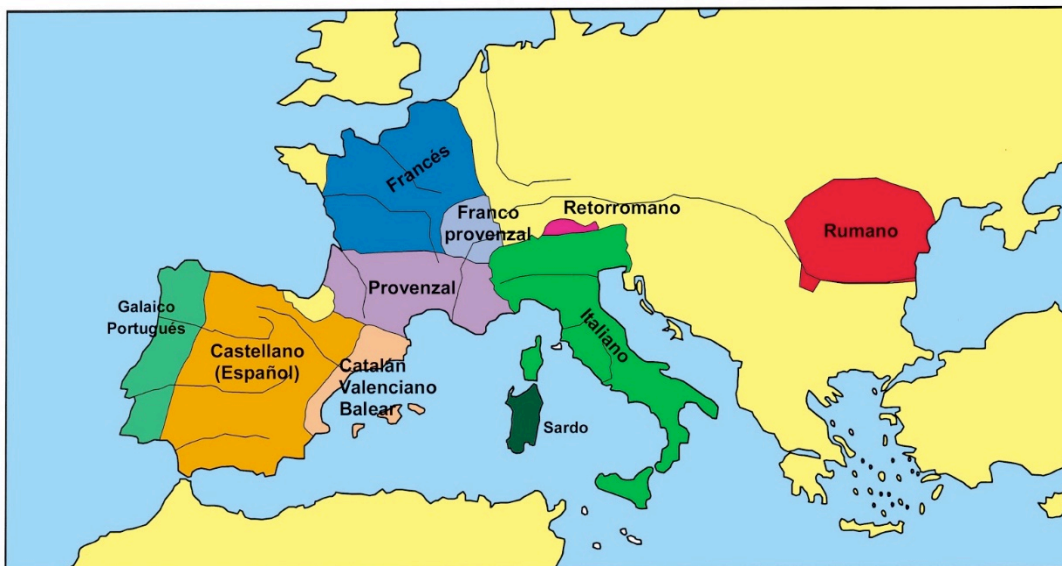 Francés
Franco
provenzal
Retorromano
Rumano
Provenzal
Galaico
Portugués
Castellano
(Español)
Catalán
Valenciano
Balear
Italiano
Sardo